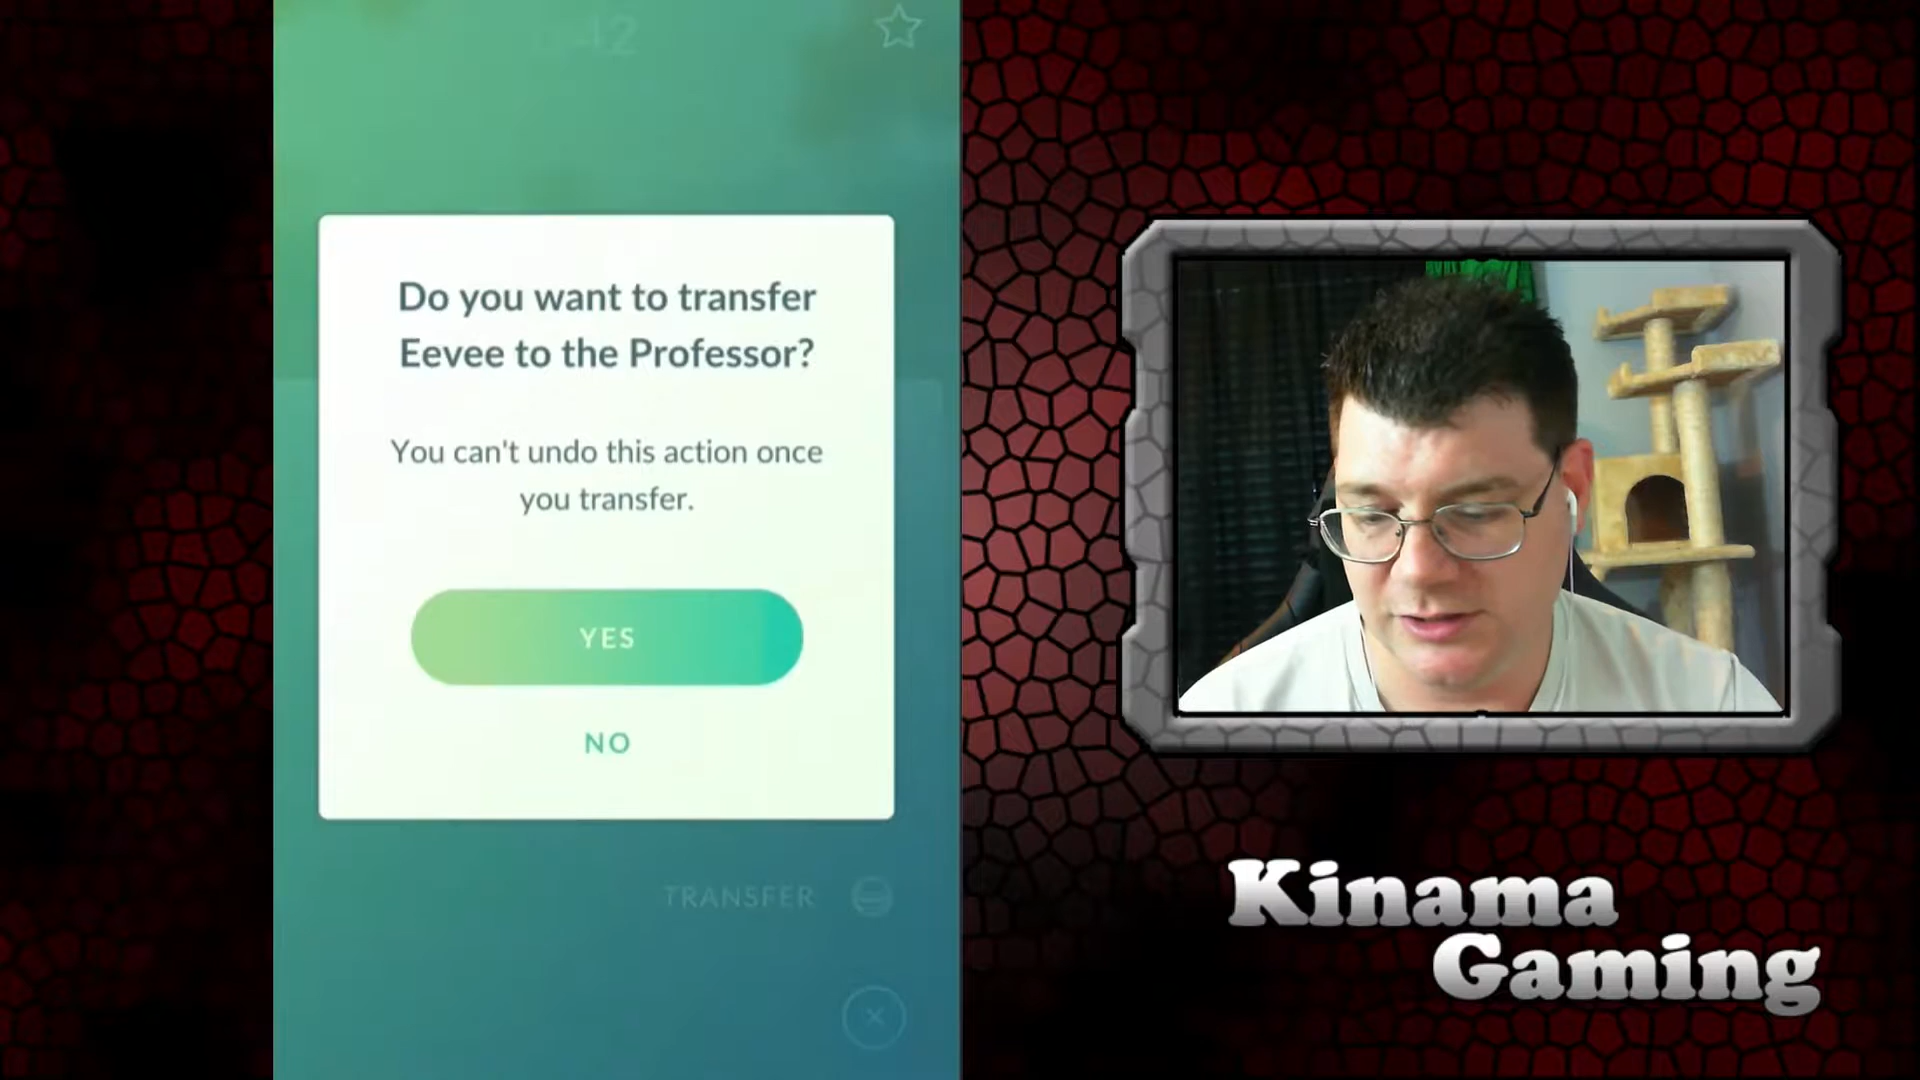 Do you want to transfer
Eevee to the Professor?
You can't undo this action once
you transfer.
YES
NO
TRANSFER
Kinama
Gaming